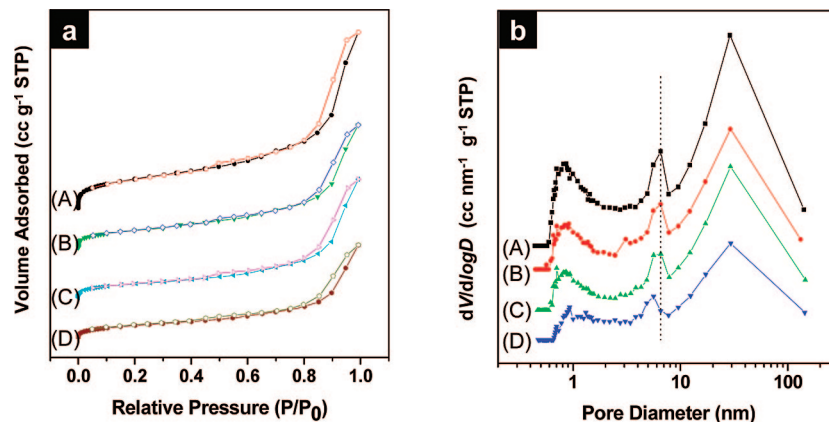 a
Volume Adsorbed (cc g⁻¹ STP)
(A)
(B)
(C)
(D)
0.0 0.2 0.4 0.6 0.8 1.0
Relative Pressure (P/P₀)
b
dV/dlogD (cc nm⁻¹ g⁻¹ STP)
(A)
(B)
(C)
(D)
1 10 100
Pore Diameter (nm)